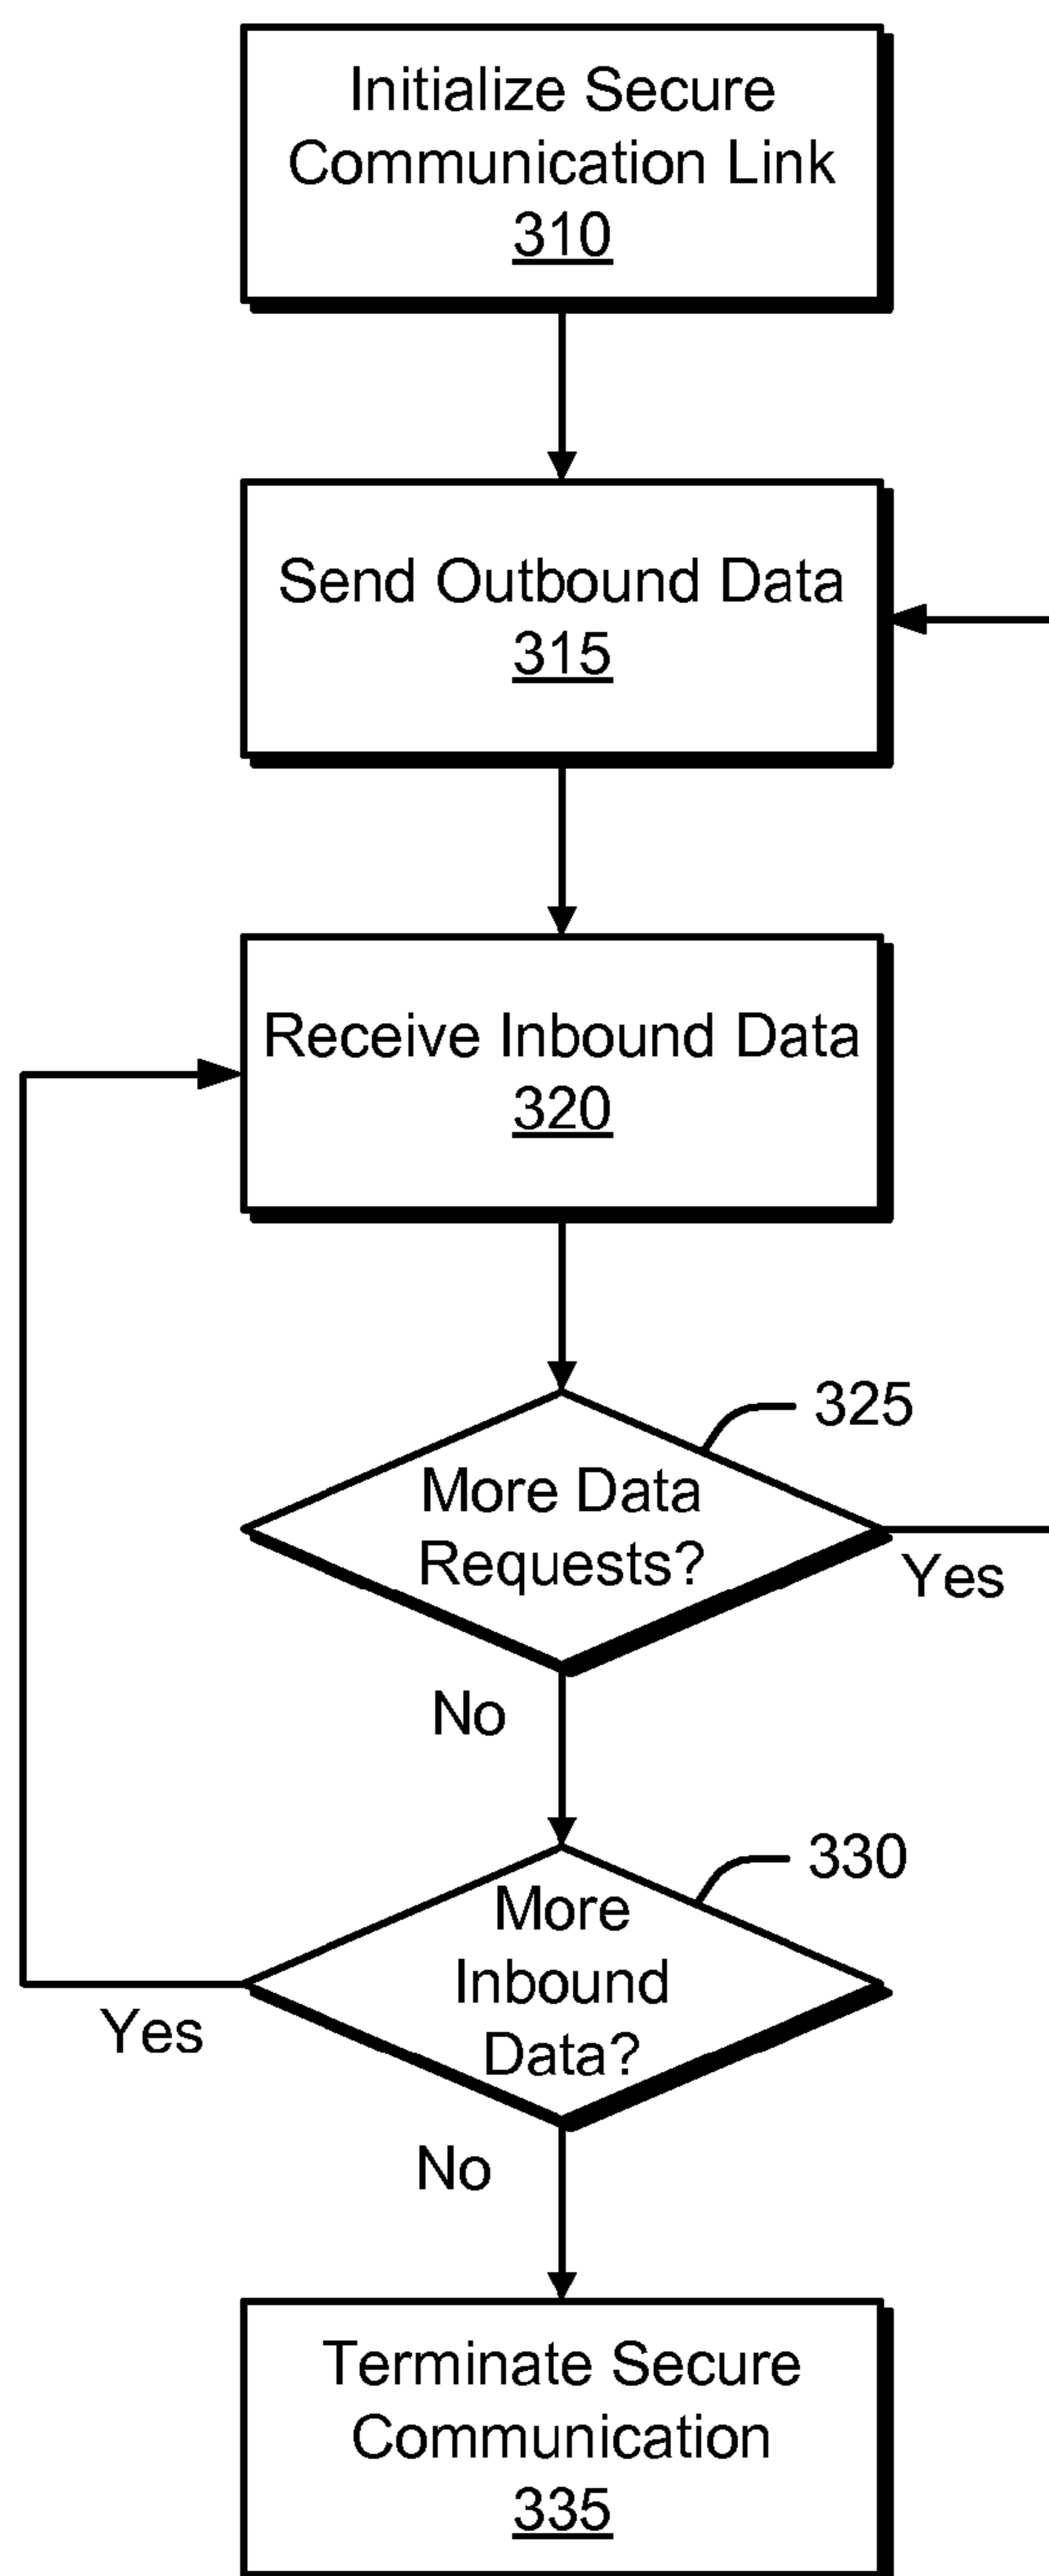 Initialize Secure
Communication Link
310
Send Outbound Data
315
Receive Inbound Data
320
325
More Data
Requests?
Yes
No
330
More
Inbound
Data?
Yes
No
Terminate Secure
Communication
335